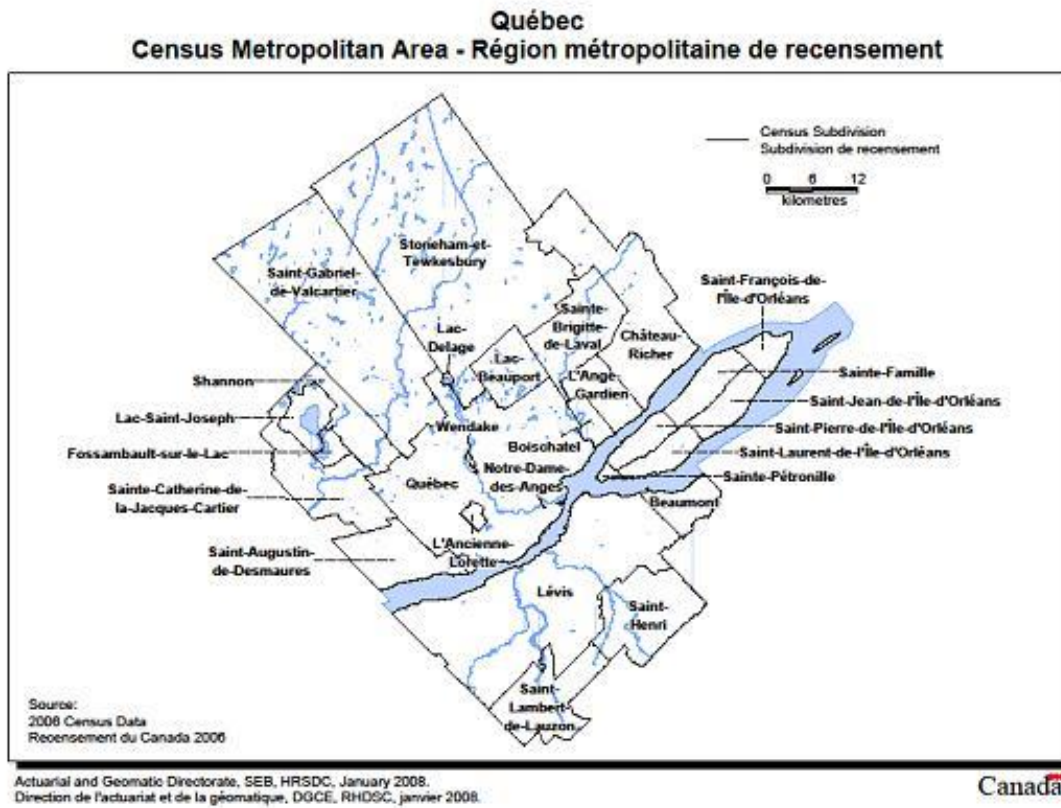 Québec
Census Metropolitan Area - Région métropolitaine de recensement
Census Subdivision
Subdivision de recensement
0 6 12
kilometres
Stoneham-et-
Tewkesbury
Saint-Gabriel-
de-Valcartier
Saint-François-de-
l'Île-d'Orléans
Sainte-
Brigitte-
de-Laval
Château-
Richer
Lac-
Delage
Lac-
Beauport
L'Ange-
Gardien
Sainte-Famille
Shannon
Saint-Jean-de-l'Île-d'Orléans
Lac-Saint-Joseph
Wendake
Saint-Pierre-de-l'Île-d'Orléans
Boischatel
Fossambault-sur-le-Lac
Saint-Laurent-de-l'Île-d'Orléans
Notre-Dame-
des-Anges
Sainte-Pétronille
Québec
Sainte-Catherine-de-
la-Jacques-Cartier
Beaumont
L'Ancienne-
Lorette
Saint-Augustin-
de-Desmaures
Lévis
Saint-
Henri
Saint-
Lambert-
de-Lauzon
Source:
2006 Census Data
Recensement du Canada 2006
Actuarial and Geomatic Directorate, SEB, HRSDC, January 2008.
Direction de l'actuariat et de la géomatique, DGCE, RHDSC, janvier 2008.
Canada